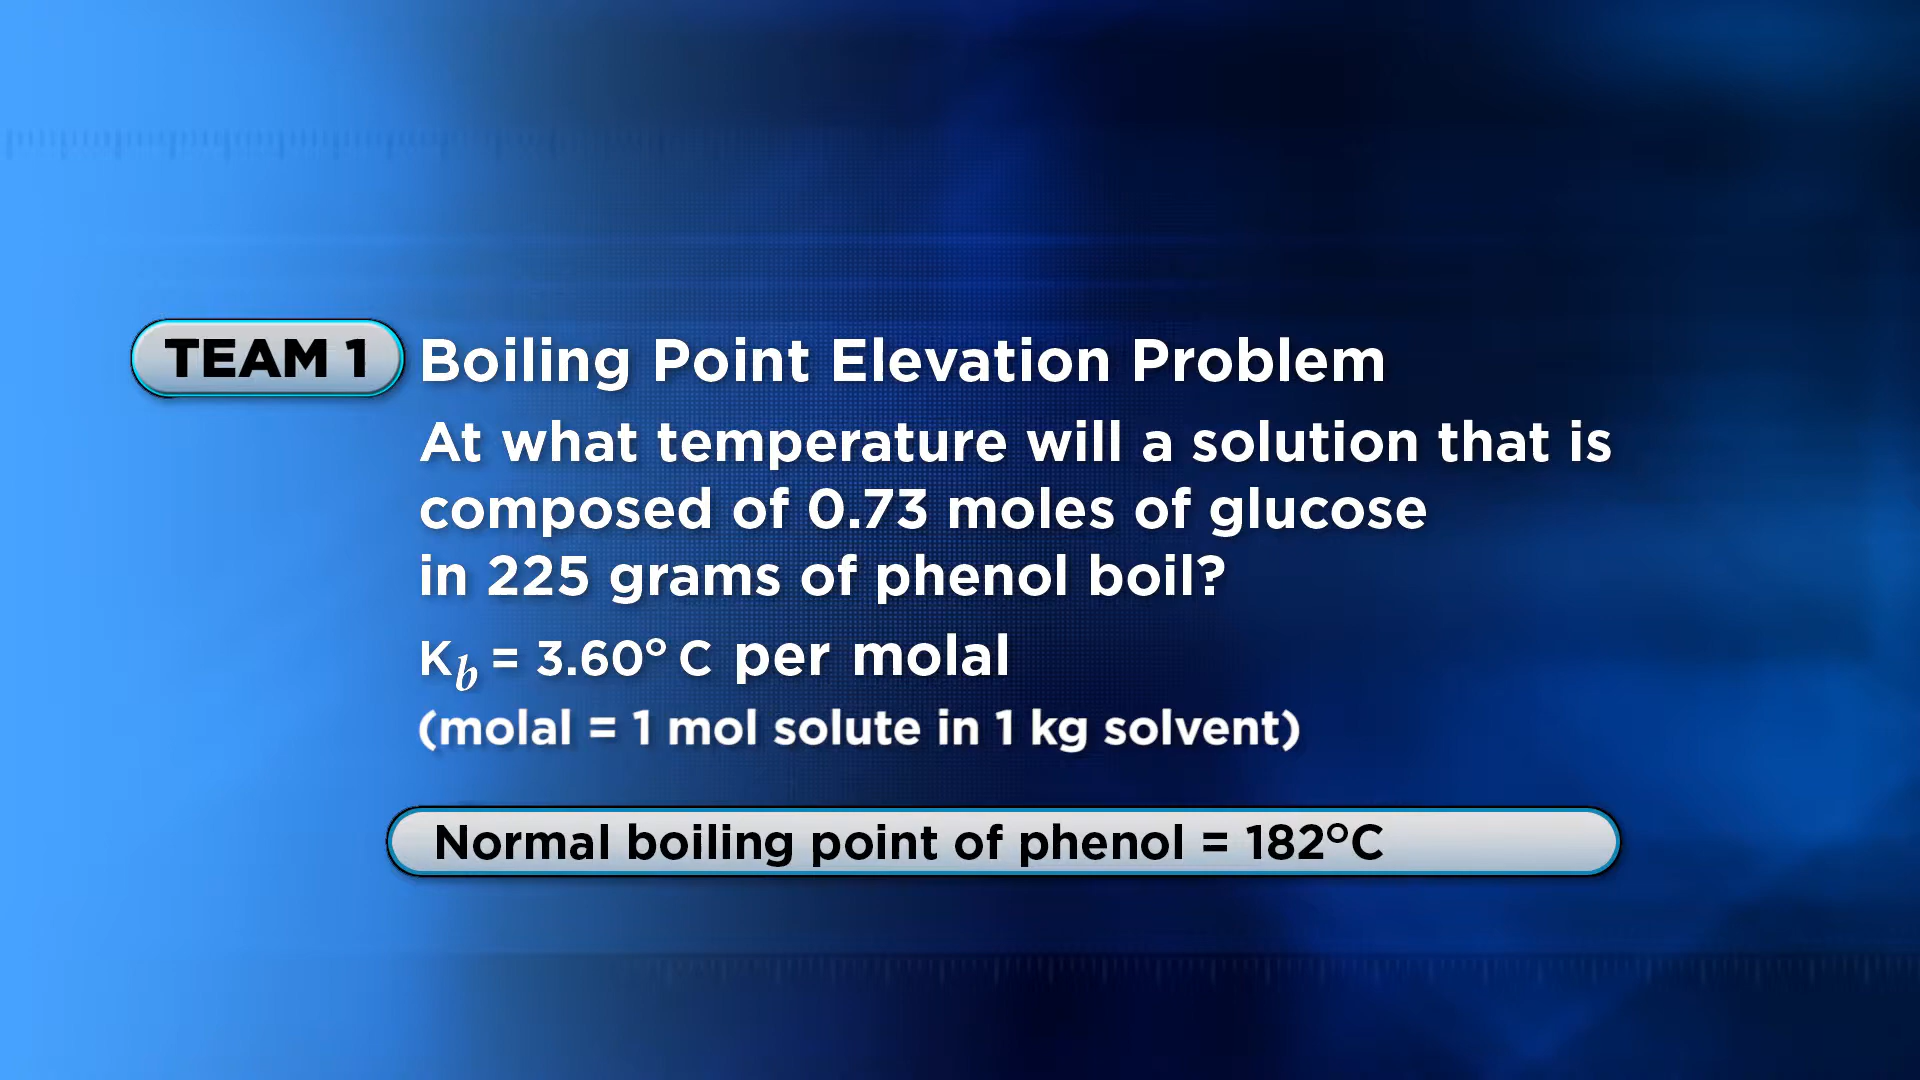 TEAM 1 Boiling Point Elevation Problem
At what temperature will a solution that is
composed of 0.73 moles of glucose
in 225 grams of phenol boil?
K_b = 3.60° C per molal
(molal = 1 mol solute in 1 kg solvent)
Normal boiling point of phenol = 182°C